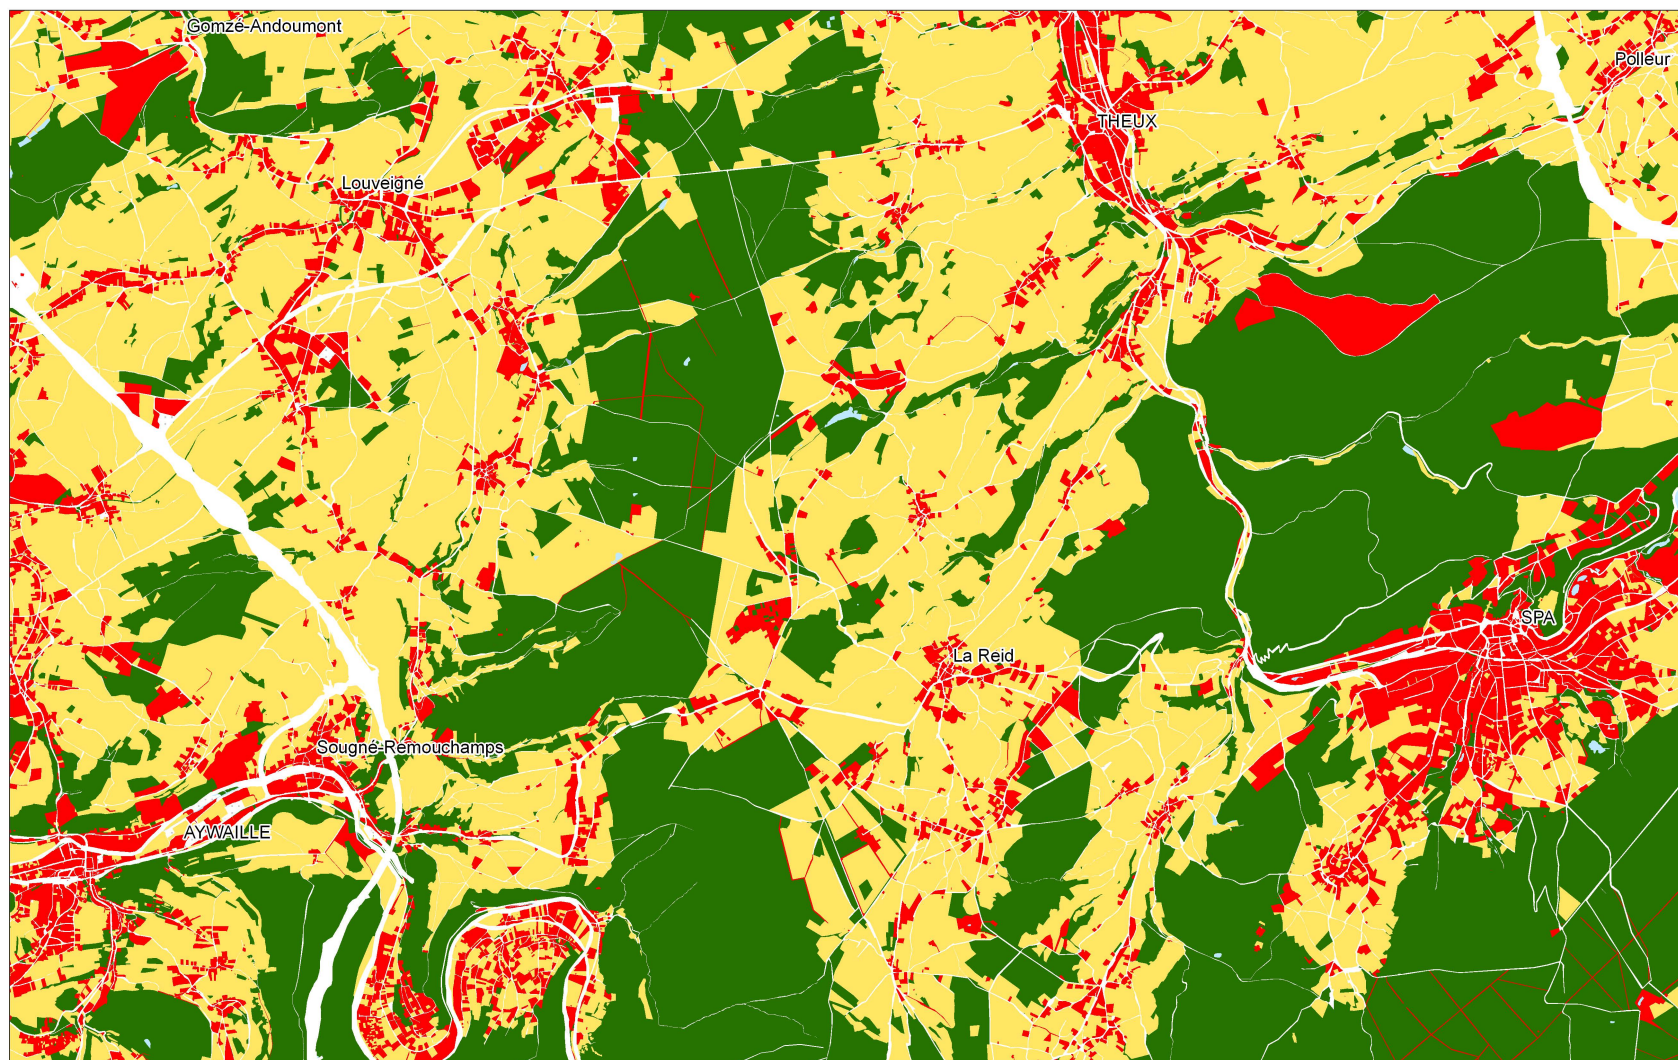 Gomzé-Andoumont
Polleur
THEUX
Louveigné
SPA
La Reid
Sougné-Remouchamps
AYWAILLE